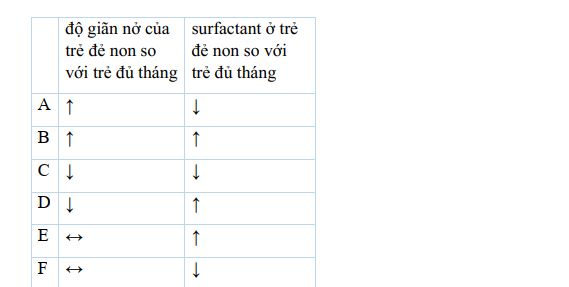 độ giãn nở của trẻ đẻ non so với trẻ đủ tháng surfactant ở trẻ đẻ non so với trẻ đủ tháng
A ↑ ↓
B ↑ ↑
C ↓ ↓
D ↓ ↑
E ↔ ↑
F ↔ ↓